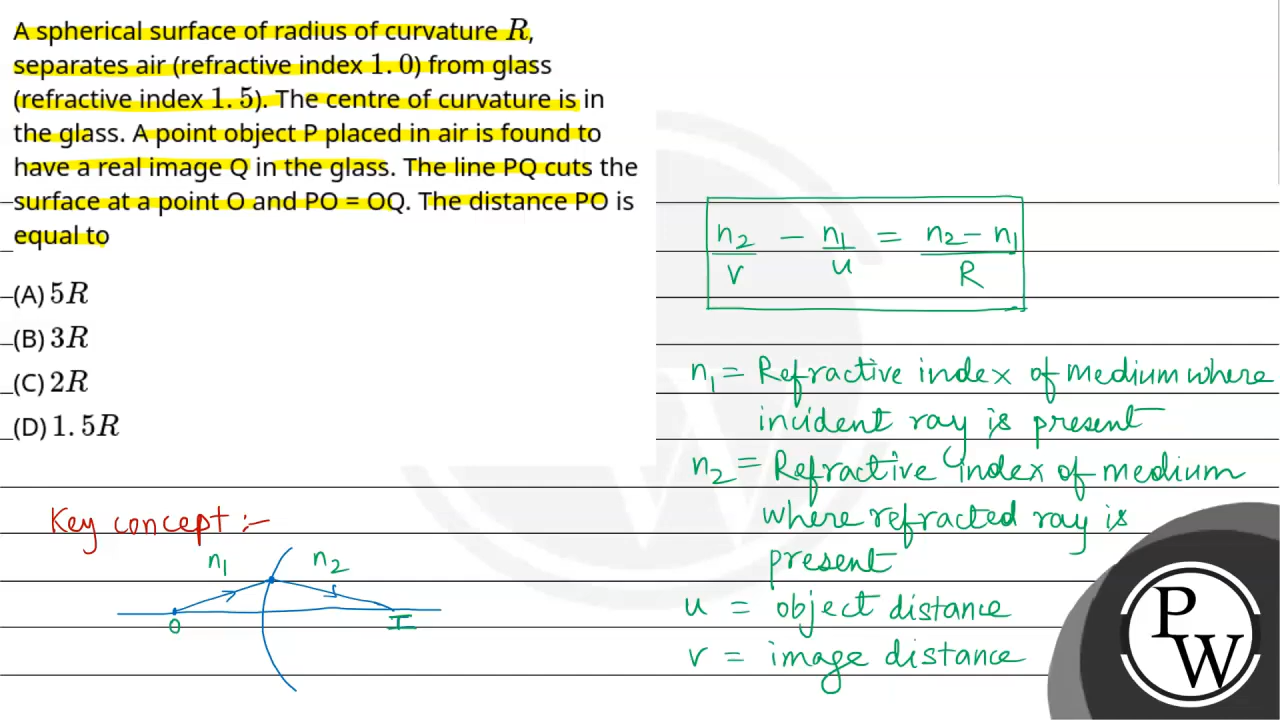 A spherical surface of radius of curvature R,
separates air (refractive index 1.0) from glass
(refractive index 1.5). The centre of curvature is in
the glass. A point object P placed in air is found to
have a real image Q in the glass. The line PQ cuts the
surface at a point O and PO = OQ. The distance PO is
equal to
(A) 5R
(B) 3R
(C) 2R
(D) 1.5R
Key concept :-
n1 n2
O I
n2/v - n1/u = n2 - n1/R
n1 = Refractive index of medium where
incident ray is present
n2 = Refractive index of medium
where refracted ray is
present
u = object distance
v = image distance
P
W